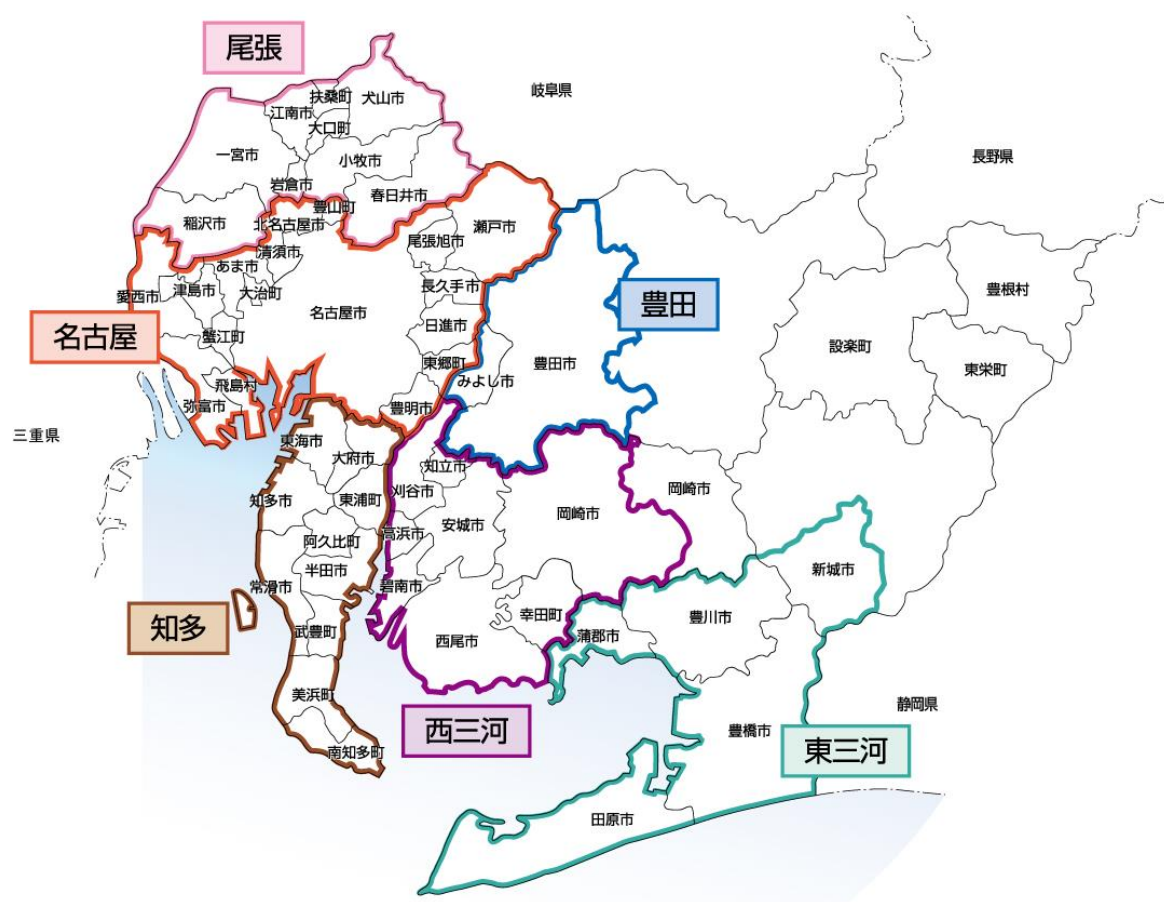 尾張
岐阜県
長野県
扶桑町
犬山市
江南市
大口町
一宮市
小牧市
岩倉市
春日井市
豊山町
稲沢市
北名古屋市
瀬戸市
尾張旭市
清須市
あま市
愛西市
津島市
大治町
長久手市
名古屋市
日進市
名古屋
蟹江町
東郷町
飛島村
弥富市
豊明市
みよし市
豊田
豊田市
豊根村
設楽町
東栄町
三重県
東海市
大府市
知立市
刈谷市
知多市
東浦町
岡崎市
岡崎市
安城市
高浜市
阿久比町
半田市
常滑市
碧南市
新城市
知多
武豊町
西尾市
幸田町
蒲郡市
豊川市
美浜町
西三河
南知多町
静岡県
豊橋市
東三河
田原市